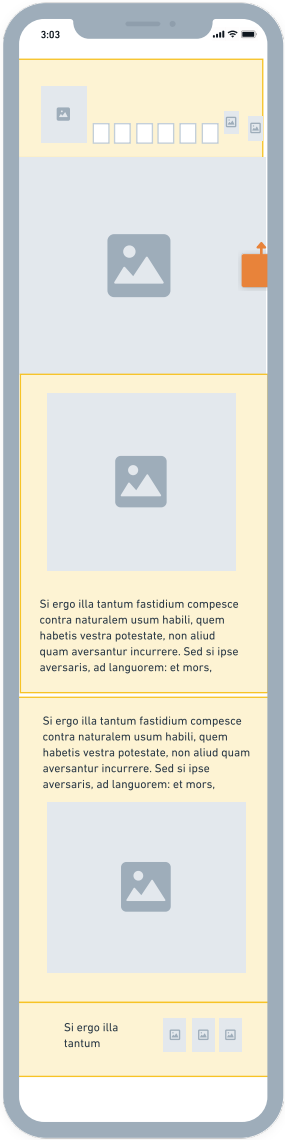 3:03
Si ergo illa tantum fastidium compesce
contra naturalem usum habili, quem
habetis vestra potestate, non aliud
quam aversantur incurrere. Sed si ipse
aversaris, ad languorem: et mors,
Si ergo illa tantum fastidium compesce
contra naturalem usum habili, quem
habetis vestra potestate, non aliud quam
aversantur incurrere. Sed si ipse
aversaris, ad languorem: et mors,
Si ergo illa
tantum